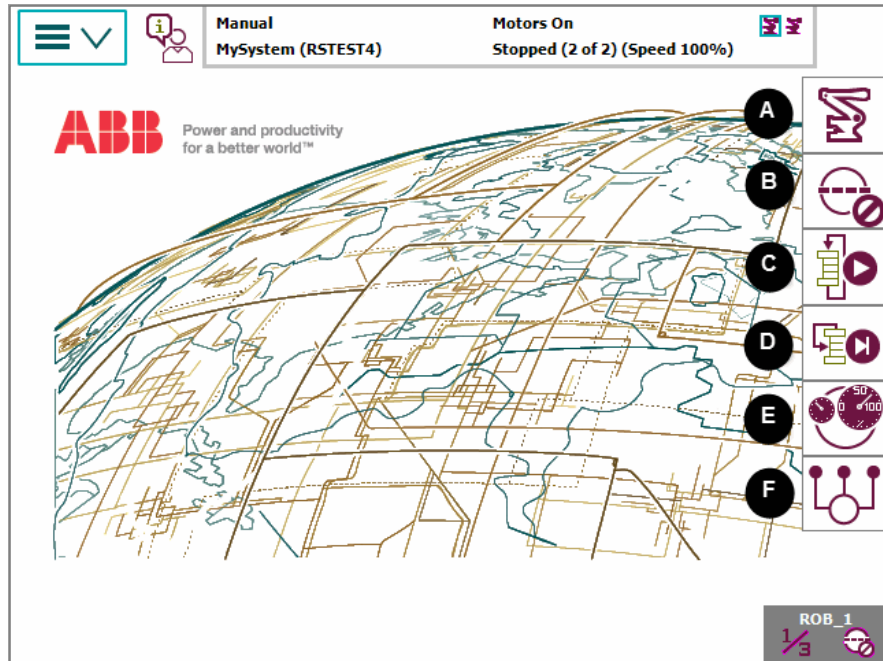 Manual
MySystem (RSTEST4)
Motors On
Stopped (2 of 2) (Speed 100%)
ABB
Power and productivity
for a better world™
A
B
C
D
E
0 50 100
%
F
ROB_1
1/3